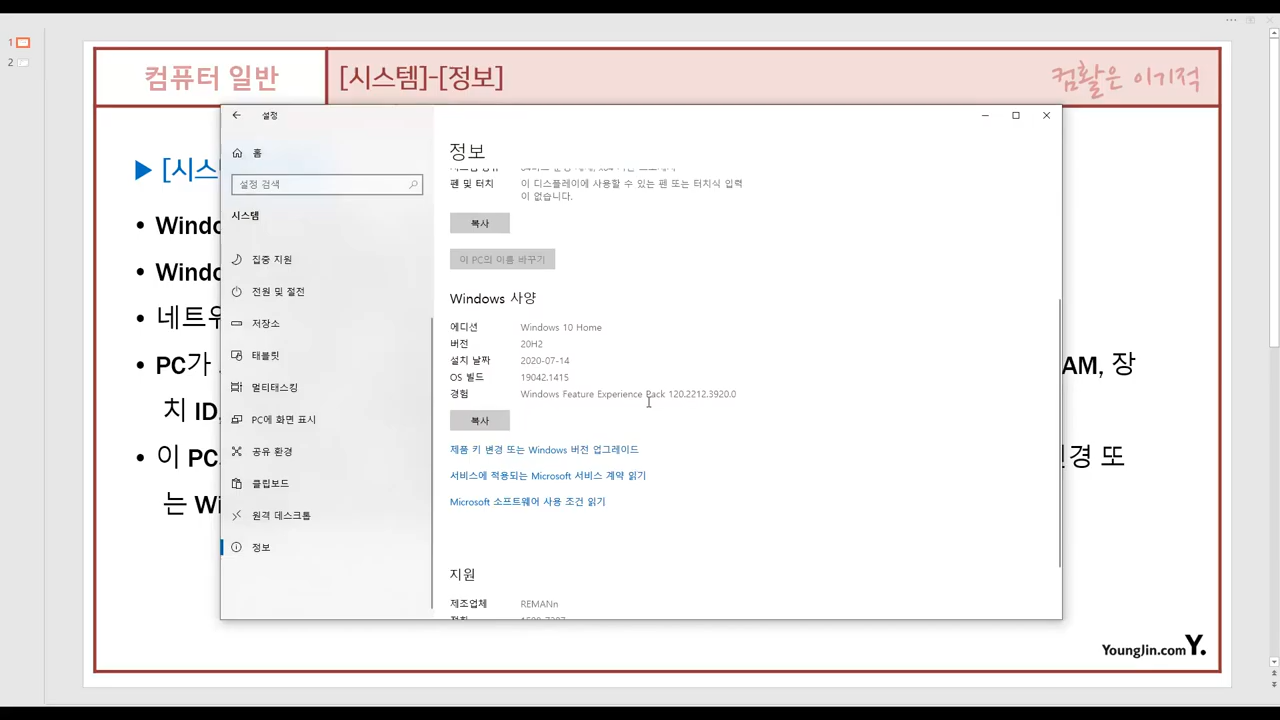 1
2
컴퓨터 일반
[시스템]-[정보]
컴활은 이기적
▶ [시스
• Windo
• Windo
• 네트워
• PC가
AM, 장
치 ID
• 이 PC
경 또
는 Wi
설정
홈
설정 검색
시스템
집중 지원
전원 및 절전
저장소
태블릿
멀티태스킹
PC에 화면 표시
공유 환경
클립보드
원격 데스크톱
정보
정보
펜 및 터치 이 디스플레이에 사용할 수 있는 펜 또는 터치식 입력
이 없습니다.
복사
이 PC의 이름 바꾸기
Windows 사양
에디션 Windows 10 Home
버전 20H2
설치 날짜 2020-07-14
OS 빌드 19042.1415
경험 Windows Feature Experience Pack 120.2212.3920.0
복사
제품 키 변경 또는 Windows 버전 업그레이드
서비스에 적용되는 Microsoft 서비스 계약 읽기
Microsoft 소프트웨어 사용 조건 읽기
지원
제조업체 REMANn
YoungJin.com Y.